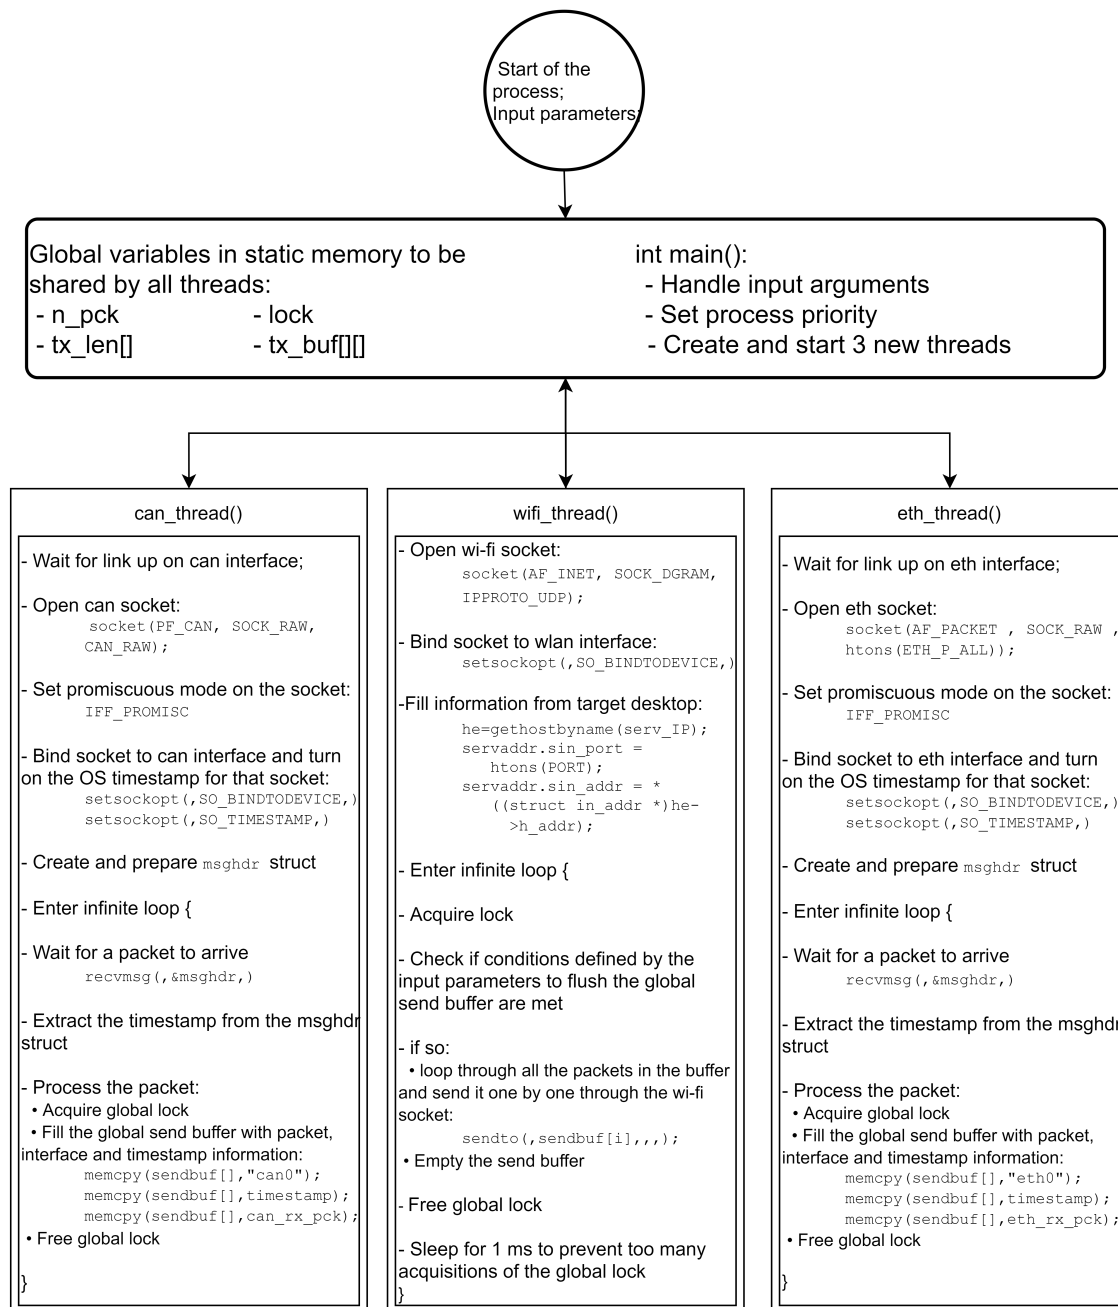 Start of the
process;
Input parameters;
Global variables in static memory to be
shared by all threads:
- n_pck - lock
- tx_len[] - tx_buf[][]
int main():
- Handle input arguments
- Set process priority
- Create and start 3 new threads
can_thread()
- Wait for link up on can interface;
- Open can socket:
socket(PF_CAN, SOCK_RAW,
CAN_RAW);
- Set promiscuous mode on the socket:
IFF_PROMISC
- Bind socket to can interface and turn
on the OS timestamp for that socket:
setsockopt(,SO_BINDTODEVICE,)
setsockopt(,SO_TIMESTAMP,)
- Create and prepare msghdr struct
- Enter infinite loop {
- Wait for a packet to arrive
recvmsg(,&msghdr,)
- Extract the timestamp from the msghdr
struct
- Process the packet:
• Acquire global lock
• Fill the global send buffer with packet,
interface and timestamp information:
memcpy(sendbuf[],"can0");
memcpy(sendbuf[],timestamp);
memcpy(sendbuf[],can_rx_pck);
• Free global lock
}
wifi_thread()
- Open wi-fi socket:
socket(AF_INET, SOCK_DGRAM,
IPPROTO_UDP);
- Bind socket to wlan interface:
setsockopt(,SO_BINDTODEVICE,)
-Fill information from target desktop:
he=gethostbyname(serv_IP);
servaddr.sin_port =
htons(PORT);
servaddr.sin_addr = *
((struct in_addr *)he-
>h_addr);
- Enter infinite loop {
- Acquire lock
- Check if conditions defined by the
input parameters to flush the global
send buffer are met
- if so:
• loop through all the packets in the buffer
and send it one by one through the wi-fi
socket:
sendto(,sendbuf[i],,,);
• Empty the send buffer
- Free global lock
- Sleep for 1 ms to prevent too many
acquisitions of the global lock
}
eth_thread()
- Wait for link up on eth interface;
- Open eth socket:
socket(AF_PACKET , SOCK_RAW ,
htons(ETH_P_ALL));
- Set promiscuous mode on the socket:
IFF_PROMISC
- Bind socket to eth interface and turn
on the OS timestamp for that socket:
setsockopt(,SO_BINDTODEVICE,)
setsockopt(,SO_TIMESTAMP,)
- Create and prepare msghdr struct
- Enter infinite loop {
- Wait for a packet to arrive
recvmsg(,&msghdr,)
- Extract the timestamp from the msghdr
struct
- Process the packet:
• Acquire global lock
• Fill the global send buffer with packet,
interface and timestamp information:
memcpy(sendbuf[],"eth0");
memcpy(sendbuf[],timestamp);
memcpy(sendbuf[],eth_rx_pck);
• Free global lock
}